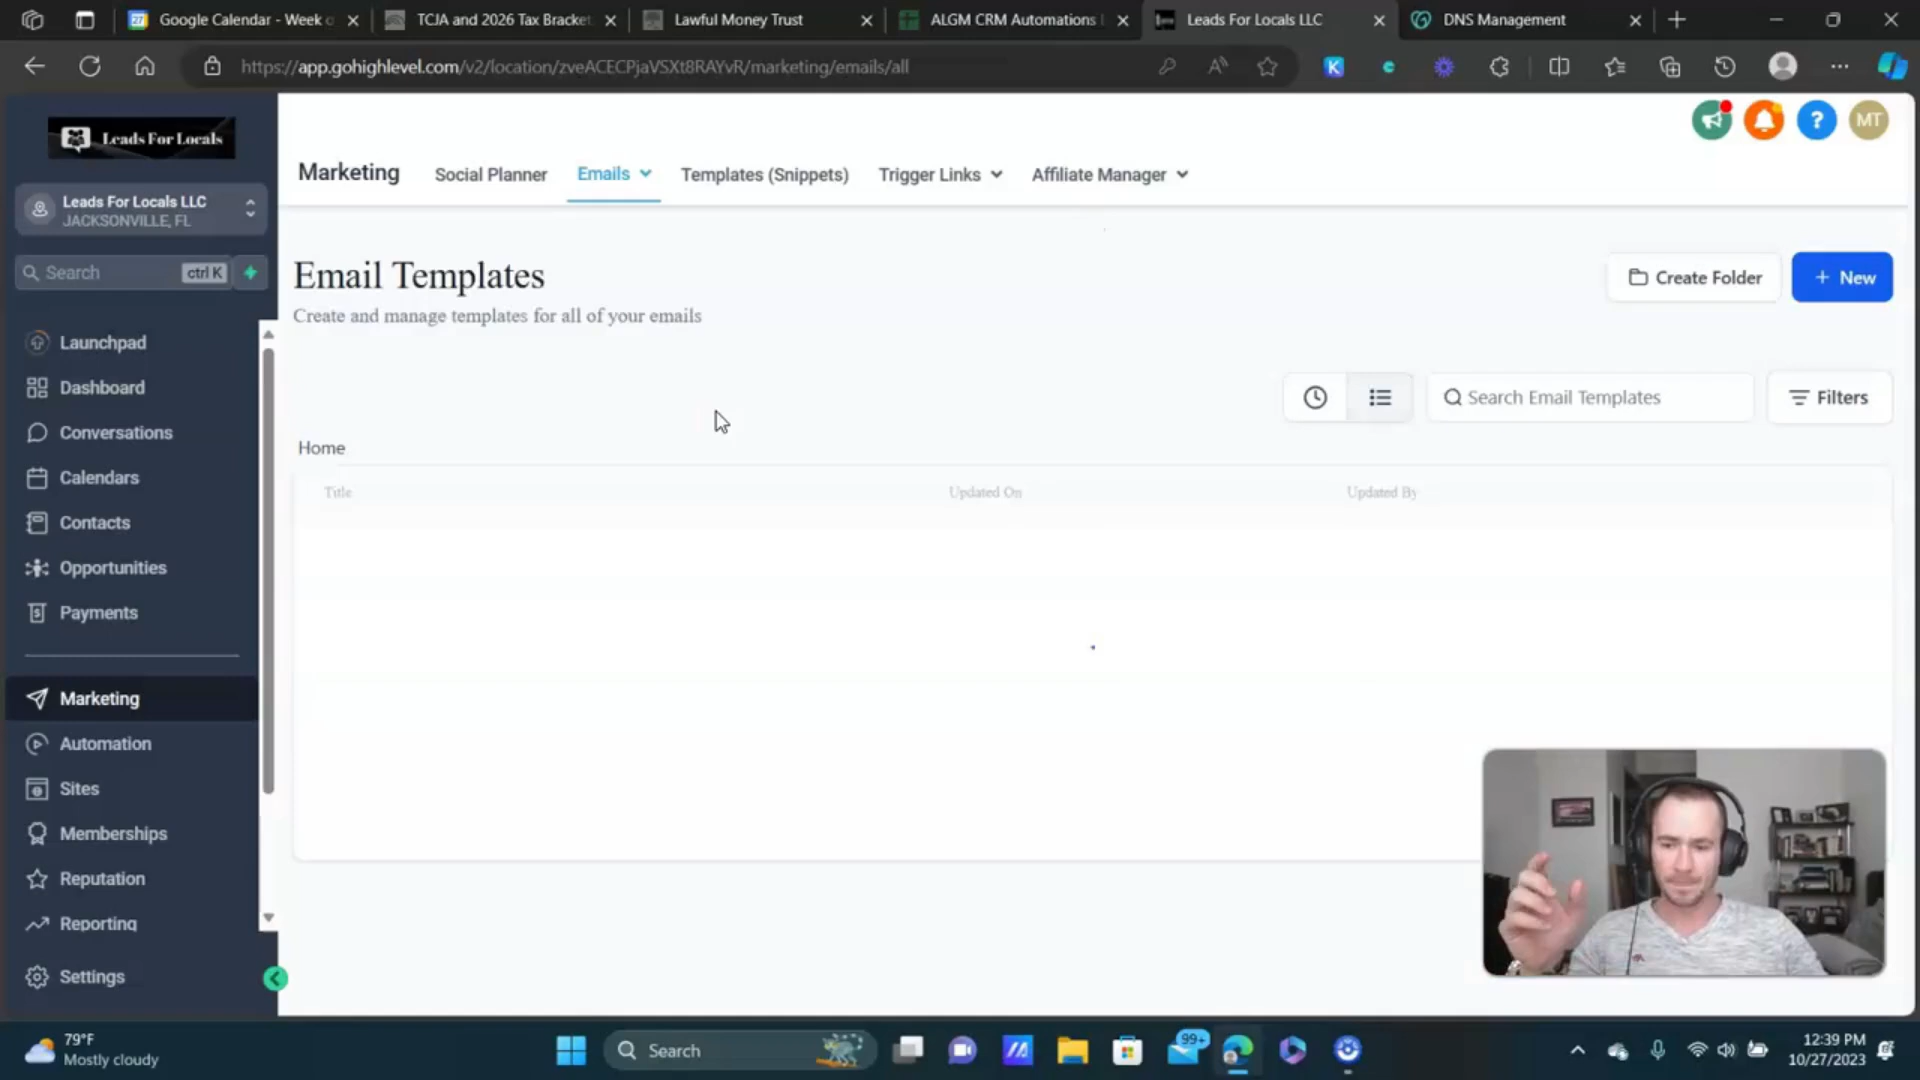 Google Calendar - Week o
TCJA and 2026 Tax Bracket
Lawful Money Trust
ALGM CRM Automations
Leads For Locals LLC
DNS Management
https://app.gohighlevel.com/v2/location/zveACECPjaVSXt8RAYvR/marketing/emails/all
Leads For Locals
Leads For Locals LLC
JACKSONVILLE, FL
Search ctrl K
Launchpad
Dashboard
Conversations
Calendars
Contacts
Opportunities
Payments
Marketing
Automation
Sites
Memberships
Reputation
Reporting
Settings
MT
Marketing Social Planner Emails Templates (Snippets) Trigger Links Affiliate Manager
Email Templates
Create and manage templates for all of your emails
Create Folder
+ New
Search Email Templates
Filters
Home
Title Updated On Updated By
79°F
Mostly cloudy
Search
99+
12:39 PM
10/27/2023